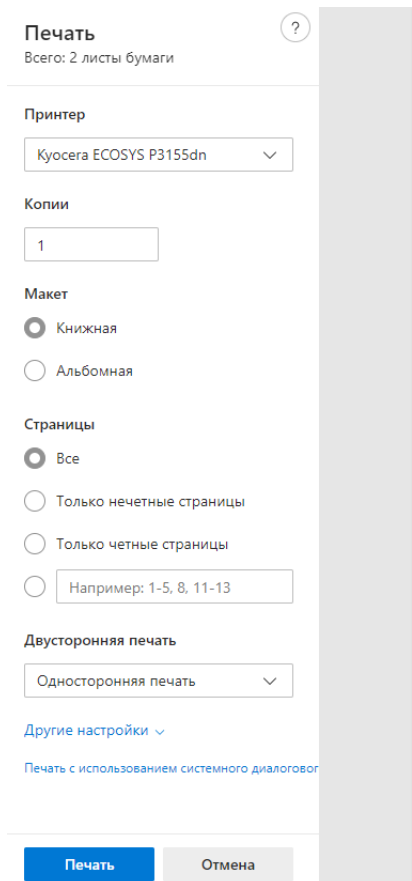 Печать
?
Всего: 2 листы бумаги
Принтер
Kyocera ECOSYS P3155dn
Копии
1
Макет
Книжная
Альбомная
Страницы
Все
Только нечетные страницы
Только четные страницы
Например: 1-5, 8, 11-13
Двусторонняя печать
Односторонняя печать
Другие настройки
Печать с использованием системного диалоговог
Печать
Отмена